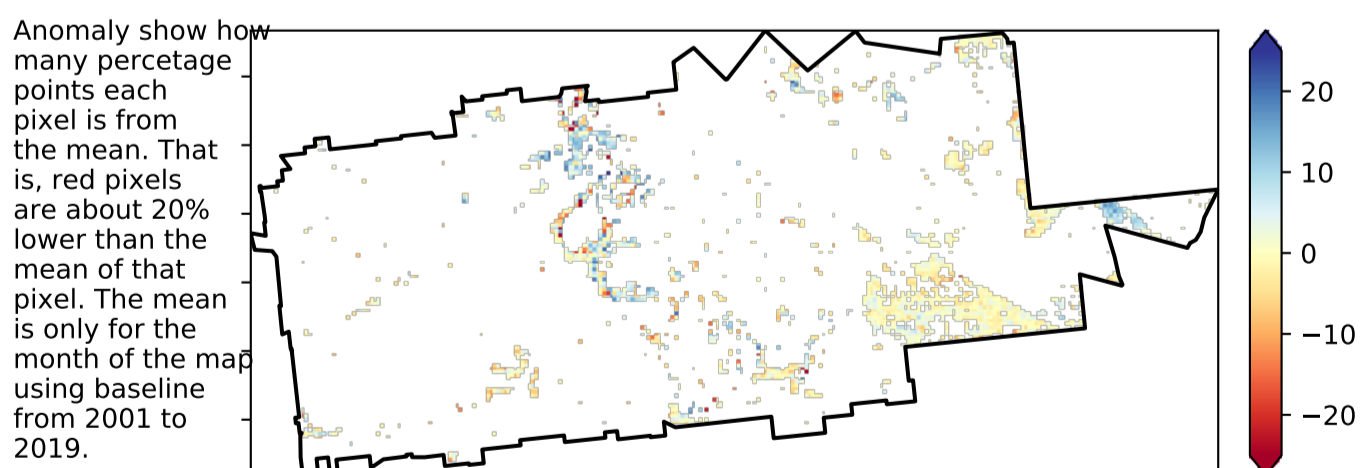 Anomaly show how
many percetage
points each
pixel is from
the mean. That
is, red pixels
are about 20%
lower than the
mean of that
pixel. The mean
is only for the
month of the map
using baseline
from 2001 to
2019.
20
10
0
−10
−20